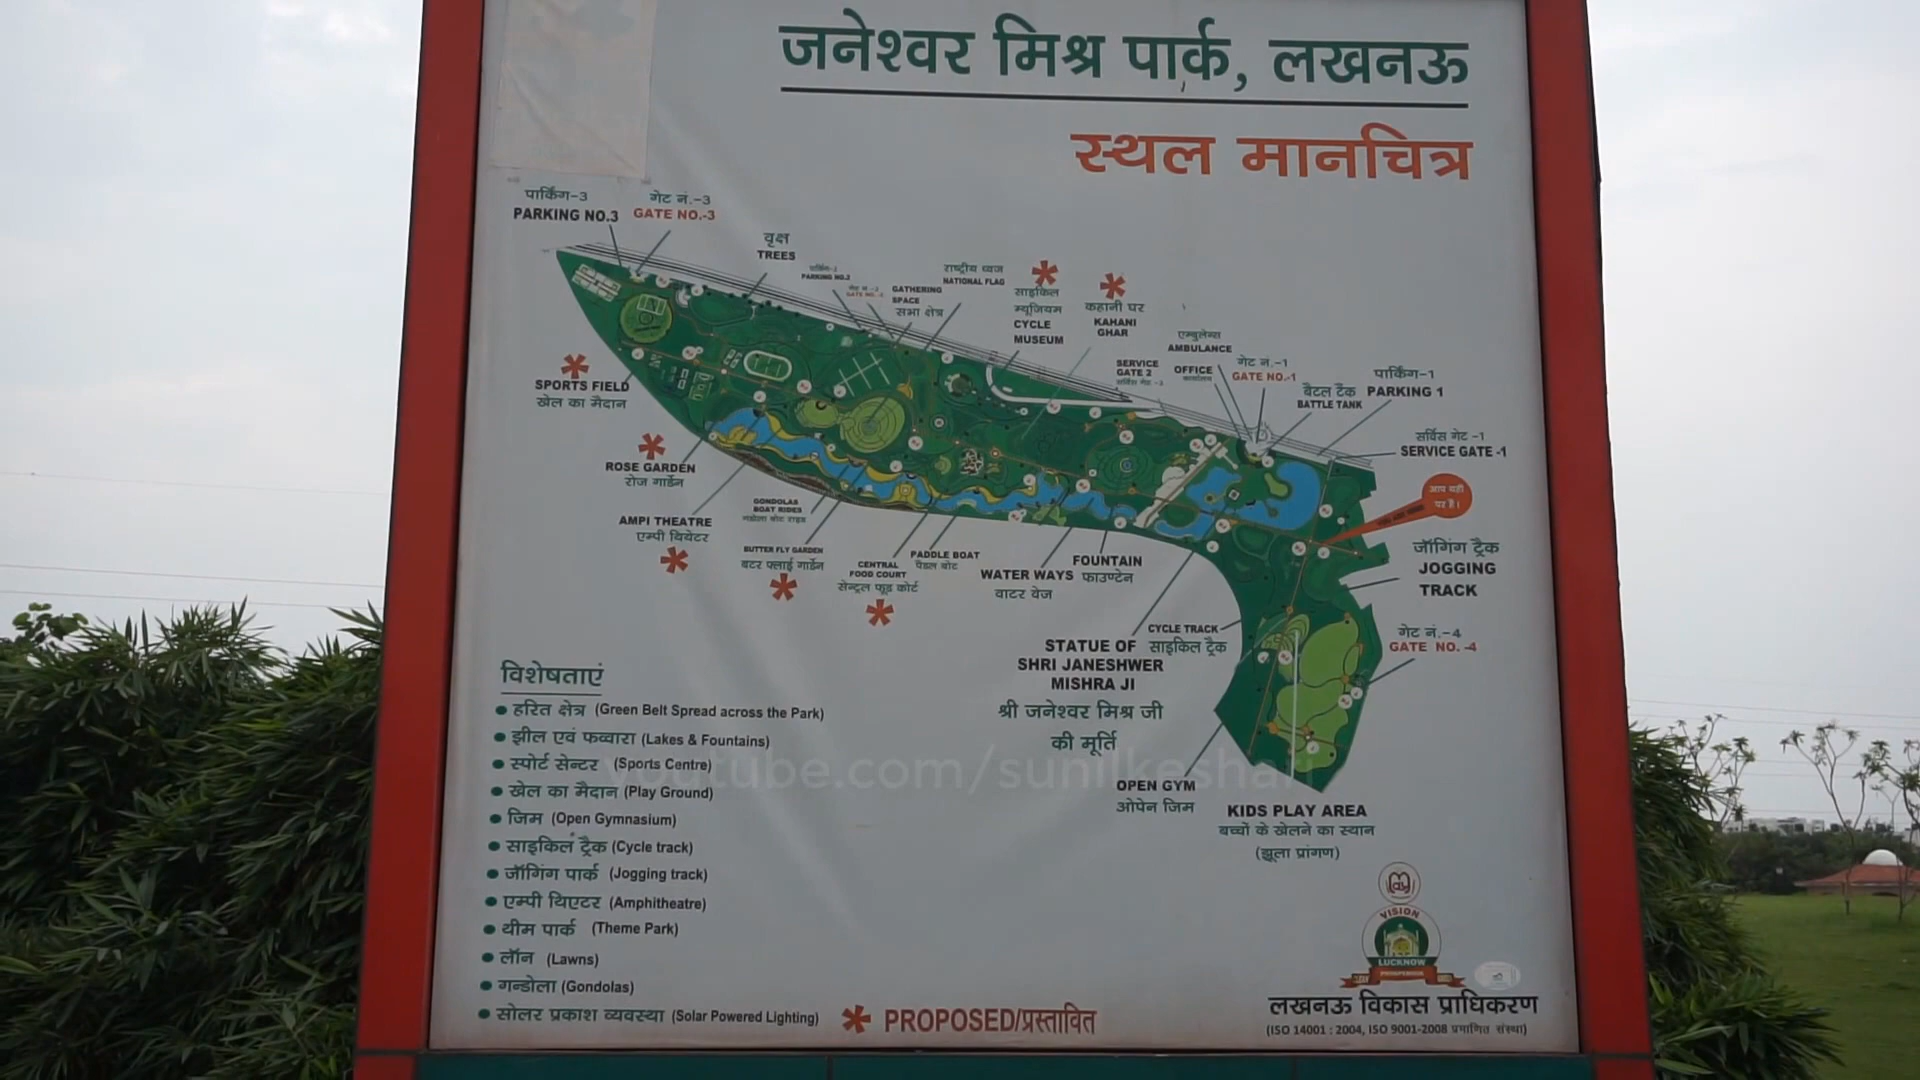 जनेश्वर मिश्र पार्क, लखनऊ
स्थल मानचित्र
पार्किंग-3
PARKING NO.3
गेट नं.-3
GATE NO.-3
वृक्ष
TREES
PARKING NO.2
GATHERING
SPACE
सभा क्षेत्र
राष्ट्रीय ध्वज
NATIONAL FLAG
साइकिल
म्यूजियम
CYCLE
MUSEUM
कहानी घर
KAHANI
GHAR
SERVICE
GATE 2
एम्बुलेन्स
AMBULANCE
OFFICE
कार्यालय
गेट नं.-1
GATE NO.-1
बैटल टैंक
BATTLE TANK
पार्किंग-1
PARKING 1
सर्विस गेट -1
SERVICE GATE -1
आप यहाँ
पर हैं।
YOU ARE HERE
SPORTS FIELD
खेल का मैदान
ROSE GARDEN
रोज गार्डेन
AMPI THEATRE
एम्पी थियेटर
GONDOLAS
BOAT RIDES
BUTTER FLY GARDEN
बटर फ्लाई गार्डेन
CENTRAL
FOOD COURT
सेन्ट्रल फूड कोर्ट
PADDLE BOAT
पैडल बोट
WATER WAYS
वाटर वेज
FOUNTAIN
फाउण्टेन
जॉगिंग ट्रैक
JOGGING
TRACK
गेट नं.-4
GATE NO. -4
CYCLE TRACK
साइकिल ट्रैक
STATUE OF
SHRI JANESHWER
MISHRA JI
श्री जनेश्वर मिश्र जी
की मूर्ति
OPEN GYM
ओपेन जिम
KIDS PLAY AREA
बच्चों के खेलने का स्थान
(झूला प्रांगण)
विशेषताएं
हरित क्षेत्र (Green Belt Spread across the Park)
झील एवं फव्वारा (Lakes & Fountains)
स्पोर्ट सेन्टर (Sports Centre)
खेल का मैदान (Play Ground)
जिम (Open Gymnasium)
साइकिल ट्रैक (Cycle track)
जॉगिंग पार्क (Jogging track)
एम्पी थिएटर (Amphitheatre)
थीम पार्क (Theme Park)
लॉन (Lawns)
गन्डोला (Gondolas)
सोलर प्रकाश व्यवस्था (Solar Powered Lighting)
PROPOSED/प्रस्तावित
VISION
LUCKNOW
लखनऊ विकास प्राधिकरण
(ISO 14001 : 2004, ISO 9001-2008 प्रमाणित संस्था)
youtube.com/sunilkeshari